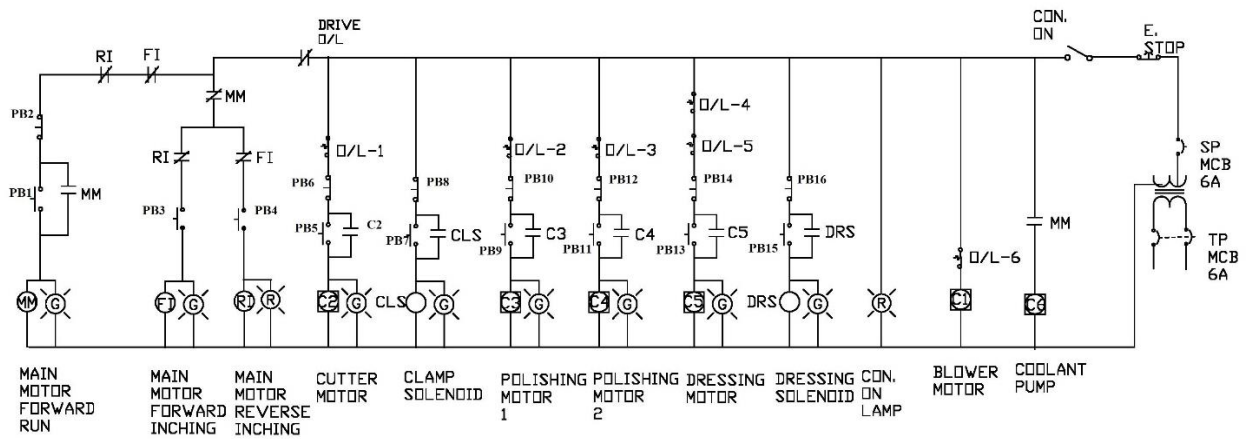 DRIVE
O/L
CON.
ON
E.
STOP
RI
FI
MM
PB2
PB1
MM
RI
FI
PB3
PB4
O/L-1
PB6
PB5
C2
PB8
PB7
CLS
O/L-2
PB10
PB9
C3
O/L-3
PB12
PB11
C4
O/L-4
O/L-5
PB14
PB13
C5
PB16
PB15
DRS
O/L-6
MM
SP
MCB
6A
TP
MCB
6A
MM
G
FI
G
RI
R
C2
G
CLS
G
C3
G
C4
G
C5
G
DRS
G
R
C1
C6
MAIN
MOTOR
FORWARD
RUN
MAIN
MOTOR
FORWARD
INCHING
MAIN
MOTOR
REVERSE
INCHING
CUTTER
MOTOR
CLAMP
SOLENOID
POLISHING
MOTOR
1
POLISHING
MOTOR
2
DRESSING
MOTOR
DRESSING
SOLENOID
CON.
ON
LAMP
BLOWER
MOTOR
COOLANT
PUMP